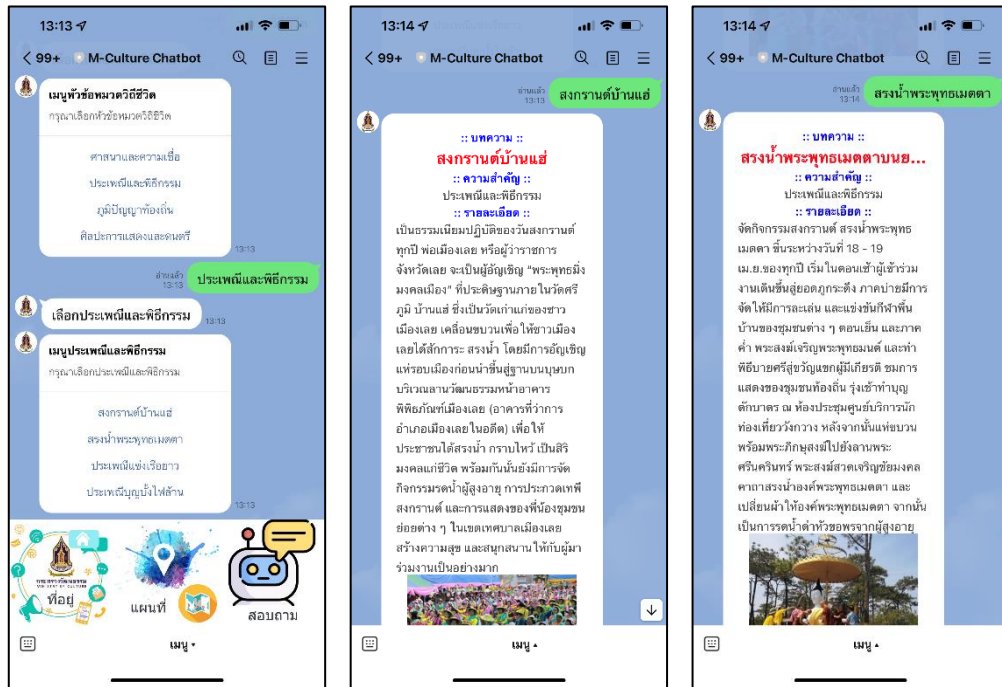 13:13
99+ M-Culture Chatbot
เมนูหัวข้อหมวดวิถีชีวิต
กรุณาเลือกหัวข้อหมวดวิถีชีวิต
ศาสนาและความเชื่อ
ประเพณีและพิธีกรรม
ภูมิปัญญาท้องถิ่น
ศิลปะการแสดงและดนตรี
13:13
อ่านแล้ว
13:13
ประเพณีและพิธีกรรม
เลือกประเพณีและพิธีกรรม
13:13
เมนูประเพณีและพิธีกรรม
กรุณาเลือกประเพณีและพิธีกรรม
สงกรานต์บ้านแฮ่
สรงน้ำพระพุทธเมตตา
ประเพณีแข่งเรือยาว
ประเพณีบุญบั้งไฟล้าน
13:13
กระทรวงวัฒนธรรม
ที่อยู่
แผนที่
สอบถาม
เมนู
13:14
99+ M-Culture Chatbot
อ่านแล้ว
13:13
สงกรานต์บ้านแฮ่
:: บทความ ::
สงกรานต์บ้านแฮ่
:: ความสำคัญ ::
ประเพณีและพิธีกรรม
:: รายละเอียด ::
เป็นธรรมเนียมปฏิบัติของวันสงกรานต์
ทุกปี พ่อเมืองเลย หรือผู้ว่าราชการ
จังหวัดเลย จะเป็นผู้อัญเชิญ "พระพุทธมิ่ง
มงคลเมือง" ที่ประดิษฐานภายในวัดศรี
ภูมิ บ้านแฮ่ ซึ่งเป็นวัดเก่าแก่ของชาว
เมืองเลย เคลื่อนขบวนเพื่อให้ชาวเมือง
เลยได้สักการะ สรงน้ำ โดยมีการอัญเชิญ
แห่รอบเมืองก่อนนำขึ้นสู่ฐานบนบุษบก
บริเวณลานวัฒนธรรมหน้าอาคาร
พิพิธภัณฑ์เมืองเลย (อาคารที่ว่าการ
อำเภอเมืองเลยในอดีต) เพื่อให้
ประชาชนได้สรงน้ำ กราบไหว้ เป็นสิริ
มงคลแก่ชีวิต พร้อมกันนั้นยังมีการจัด
กิจกรรมรดน้ำผู้สูงอายุ การประกวดเทพี
สงกรานต์ และการแสดงของพี่น้องชุมชน
ย่อยต่าง ๆ ในเขตเทศบาลเมืองเลย
สร้างความสุข และสนุกสนานให้กับผู้มา
ร่วมงานเป็นอย่างมาก
เมนู
13:14
99+ M-Culture Chatbot
อ่านแล้ว
13:14
สรงน้ำพระพุทธเมตตา
:: บทความ ::
สรงน้ำพระพุทธเมตตาบนย...
:: ความสำคัญ ::
ประเพณีและพิธีกรรม
:: รายละเอียด ::
จัดกิจกรรมสงกรานต์ สรงน้ำพระพุทธ
เมตตา ขึ้นระหว่างวันที่ 18 - 19
เม.ย.ของทุกปี เริ่มในตอนเช้าผู้เข้าร่วม
งานเดินขึ้นสู่ยอดภูกระดึง ภาคบ่ายมีการ
จัดให้มีการละเล่น และแข่งขันกีฬาพื้น
บ้านของชุมชนต่าง ๆ ตอนเย็น และภาค
ค่ำ พระสงฆ์เจริญพระพุทธมนต์ และทำ
พิธีบายศรีสู่ขวัญแขกผู้มีเกียรติ ชมการ
แสดงของชุมชนท้องถิ่น รุ่งเช้าทำบุญ
ตักบาตร ณ ห้องประชุมศูนย์บริการนัก
ท่องเที่ยววังกวาง หลังจากนั้นแห่ขบวน
พร้อมพระภิกษุสงฆ์ไปยังลานพระ
ศรีนครินทร์ พระสงฆ์สวดเจริญชัยมงคล
คาถาสรงน้ำองค์พระพุทธเมตตา และ
เปลี่ยนผ้าให้องค์พระพุทธเมตตา จากนั้น
เป็นการรดน้ำดำหัวขอพรจากผู้สูงอายุ
เมนู